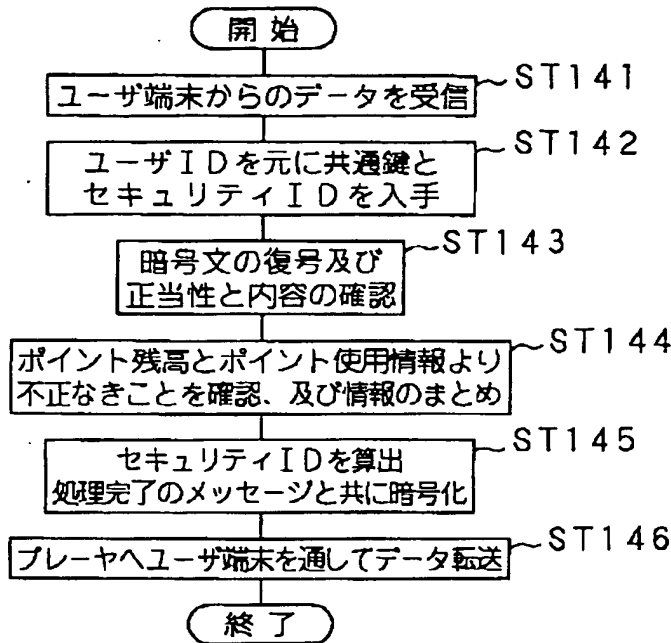 開始
ユーザ端末からのデータを受信
ST141
ユーザIDを元に共通鍵と
セキュリティIDを入手
ST142
暗号文の復号及び
正当性と内容の確認
ST143
ポイント残高とポイント使用情報より
不正なきことを確認、及び情報のまとめ
ST144
セキュリティIDを算出
処理完了のメッセージと共に暗号化
ST145
プレーヤへユーザ端末を通してデータ転送
ST146
終了